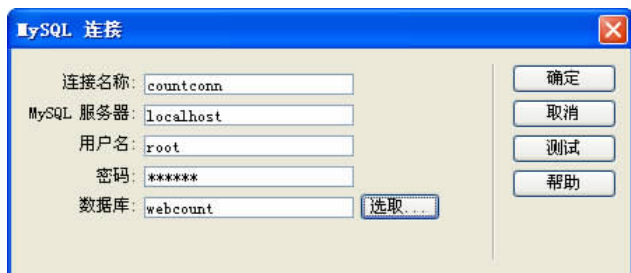 MySQL 连接
连接名称: countconn
MySQL 服务器: localhost
用户名: root
密码: ******
数据库: webcount 选取...
确定
取消
测试
帮助